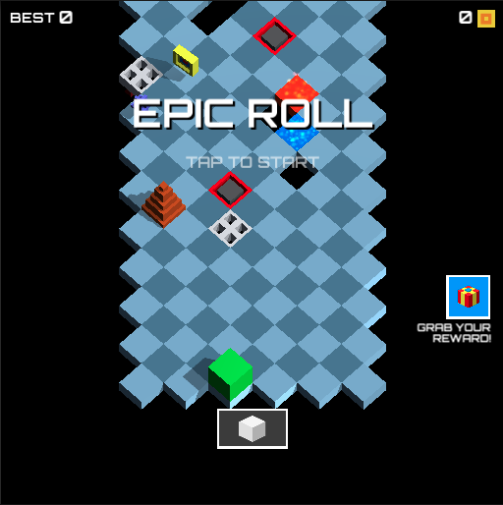 BEST 0
0
EPIC ROLL
TAP TO START
GRAB YOUR
REWARD!